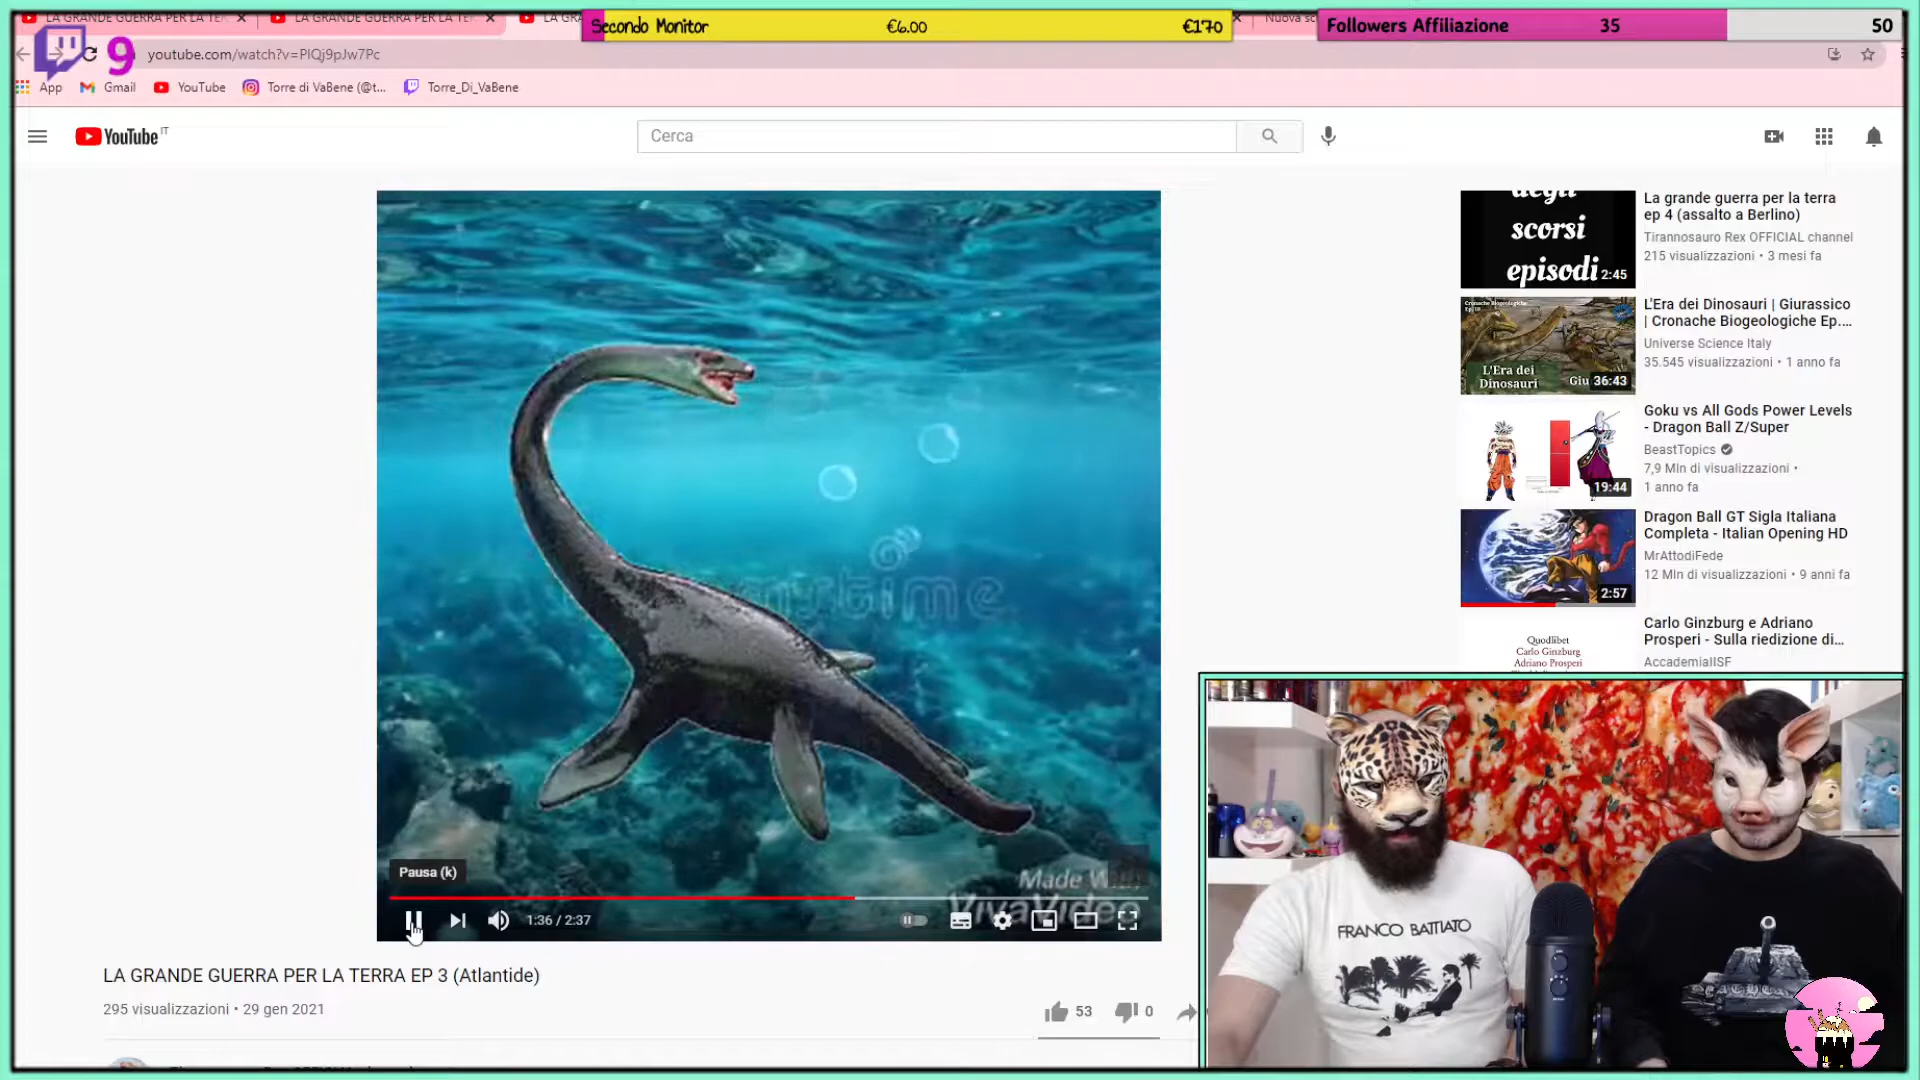 LA GRANDE GUERRA PER LA TER
LA GRANDE GUERRA PER LA TE
LA GR
Nuova sc
Secondo Monitor €6.00 €170
Followers Affiliazione 35 50
9
youtube.com/watch?v=PlQj9pJw7Pc
App
Gmail
YouTube
Torre di VaBene (@t...
Torre_Di_VaBene
YouTube IT
Cerca
Pausa (k)
1:36 / 2:37
Made W
VivaVideo
LA GRANDE GUERRA PER LA TERRA EP 3 (Atlantide)
295 visualizzazioni • 29 gen 2021
53
0
degli
scorsi
episodi
2:45
La grande guerra per la terra
ep 4 (assalto a Berlino)
Tirannosauro Rex OFFICIAL channel
215 visualizzazioni • 3 mesi fa
L'Era dei
Dinosauri
Giu
36:43
L'Era dei Dinosauri | Giurassico
| Cronache Biogeologiche Ep....
Universe Science Italy
35.545 visualizzazioni • 1 anno fa
19:44
Goku vs All Gods Power Levels
- Dragon Ball Z/Super
BeastTopics
7,9 Mln di visualizzazioni •
1 anno fa
2:57
Dragon Ball GT Sigla Italiana
Completa - Italian Opening HD
MrAttodiFede
12 Mln di visualizzazioni • 9 anni fa
Quodlibet
Carlo Ginzburg
Adriano Prosperi
Carlo Ginzburg e Adriano
Prosperi - Sulla riedizione di...
AccademiaIISF
FRANCO BATTIATO